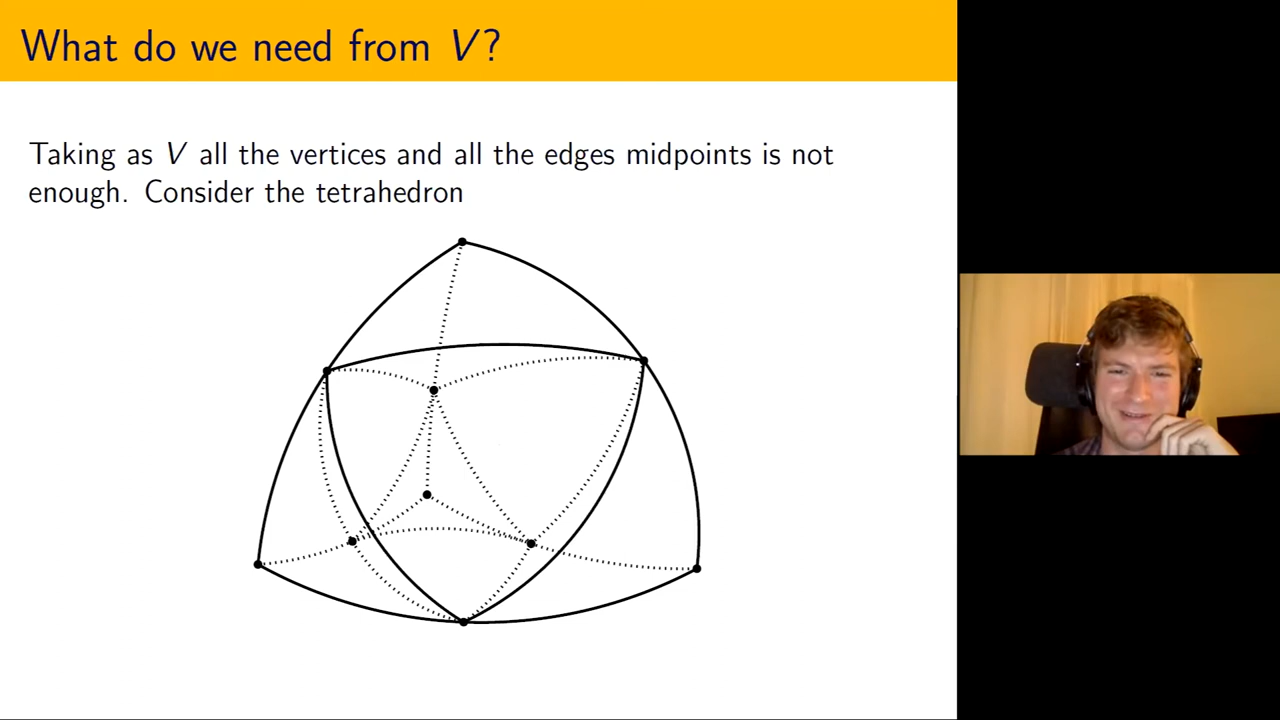 What do we need from V?
Taking as V all the vertices and all the edges midpoints is not
enough. Consider the tetrahedron